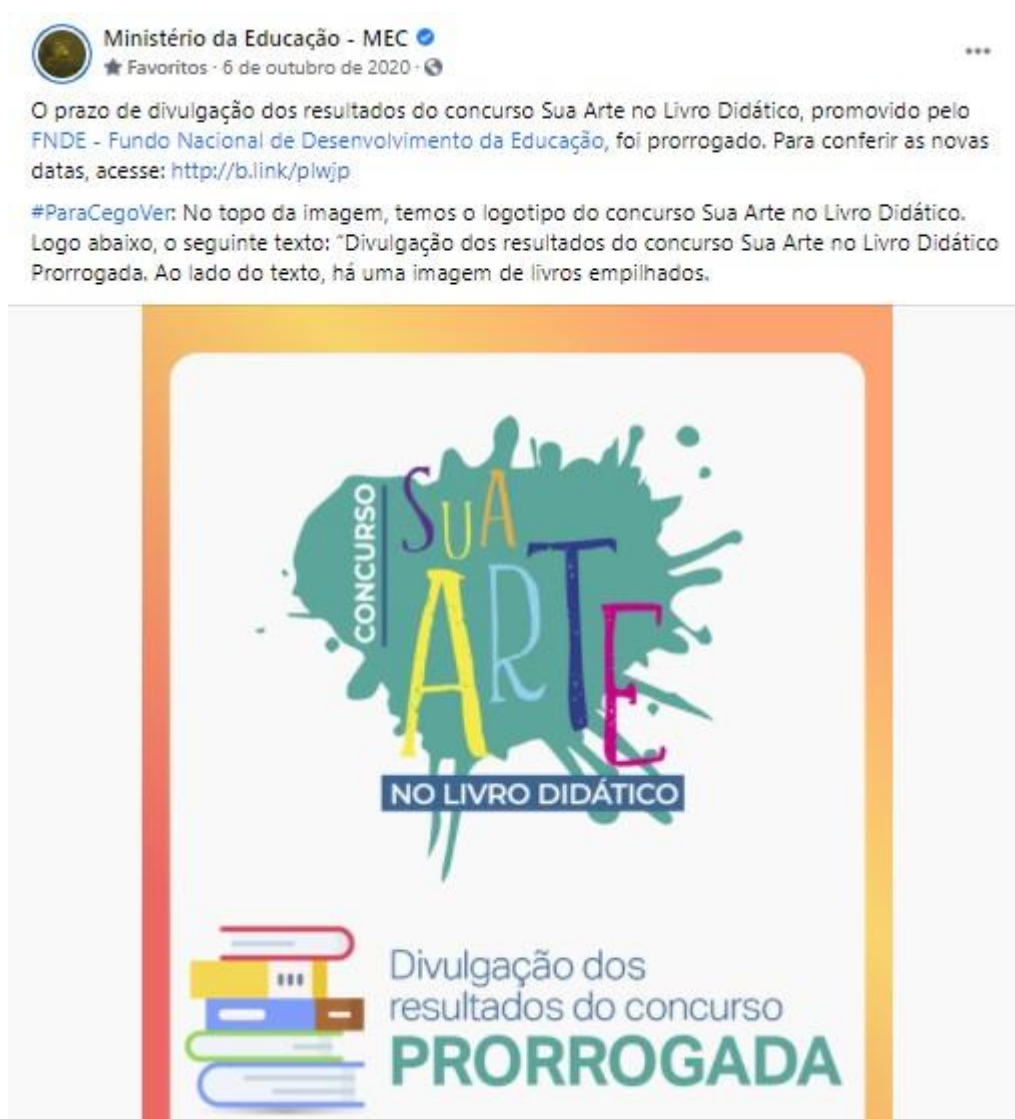 Ministério da Educação - MEC
Favoritos · 6 de outubro de 2020 ·
O prazo de divulgação dos resultados do concurso Sua Arte no Livro Didático, promovido pelo
FNDE - Fundo Nacional de Desenvolvimento da Educação, foi prorrogado. Para conferir as novas
datas, acesse: http://b.link/plwjp
#ParaCegoVer: No topo da imagem, temos o logotipo do concurso Sua Arte no Livro Didático.
Logo abaixo, o seguinte texto: “Divulgação dos resultados do concurso Sua Arte no Livro Didático
Prorrogada. Ao lado do texto, há uma imagem de livros empilhados.
CONCURSO
SUA
ARTE
NO LIVRO DIDÁTICO
Divulgação dos
resultados do concurso
PRORROGADA